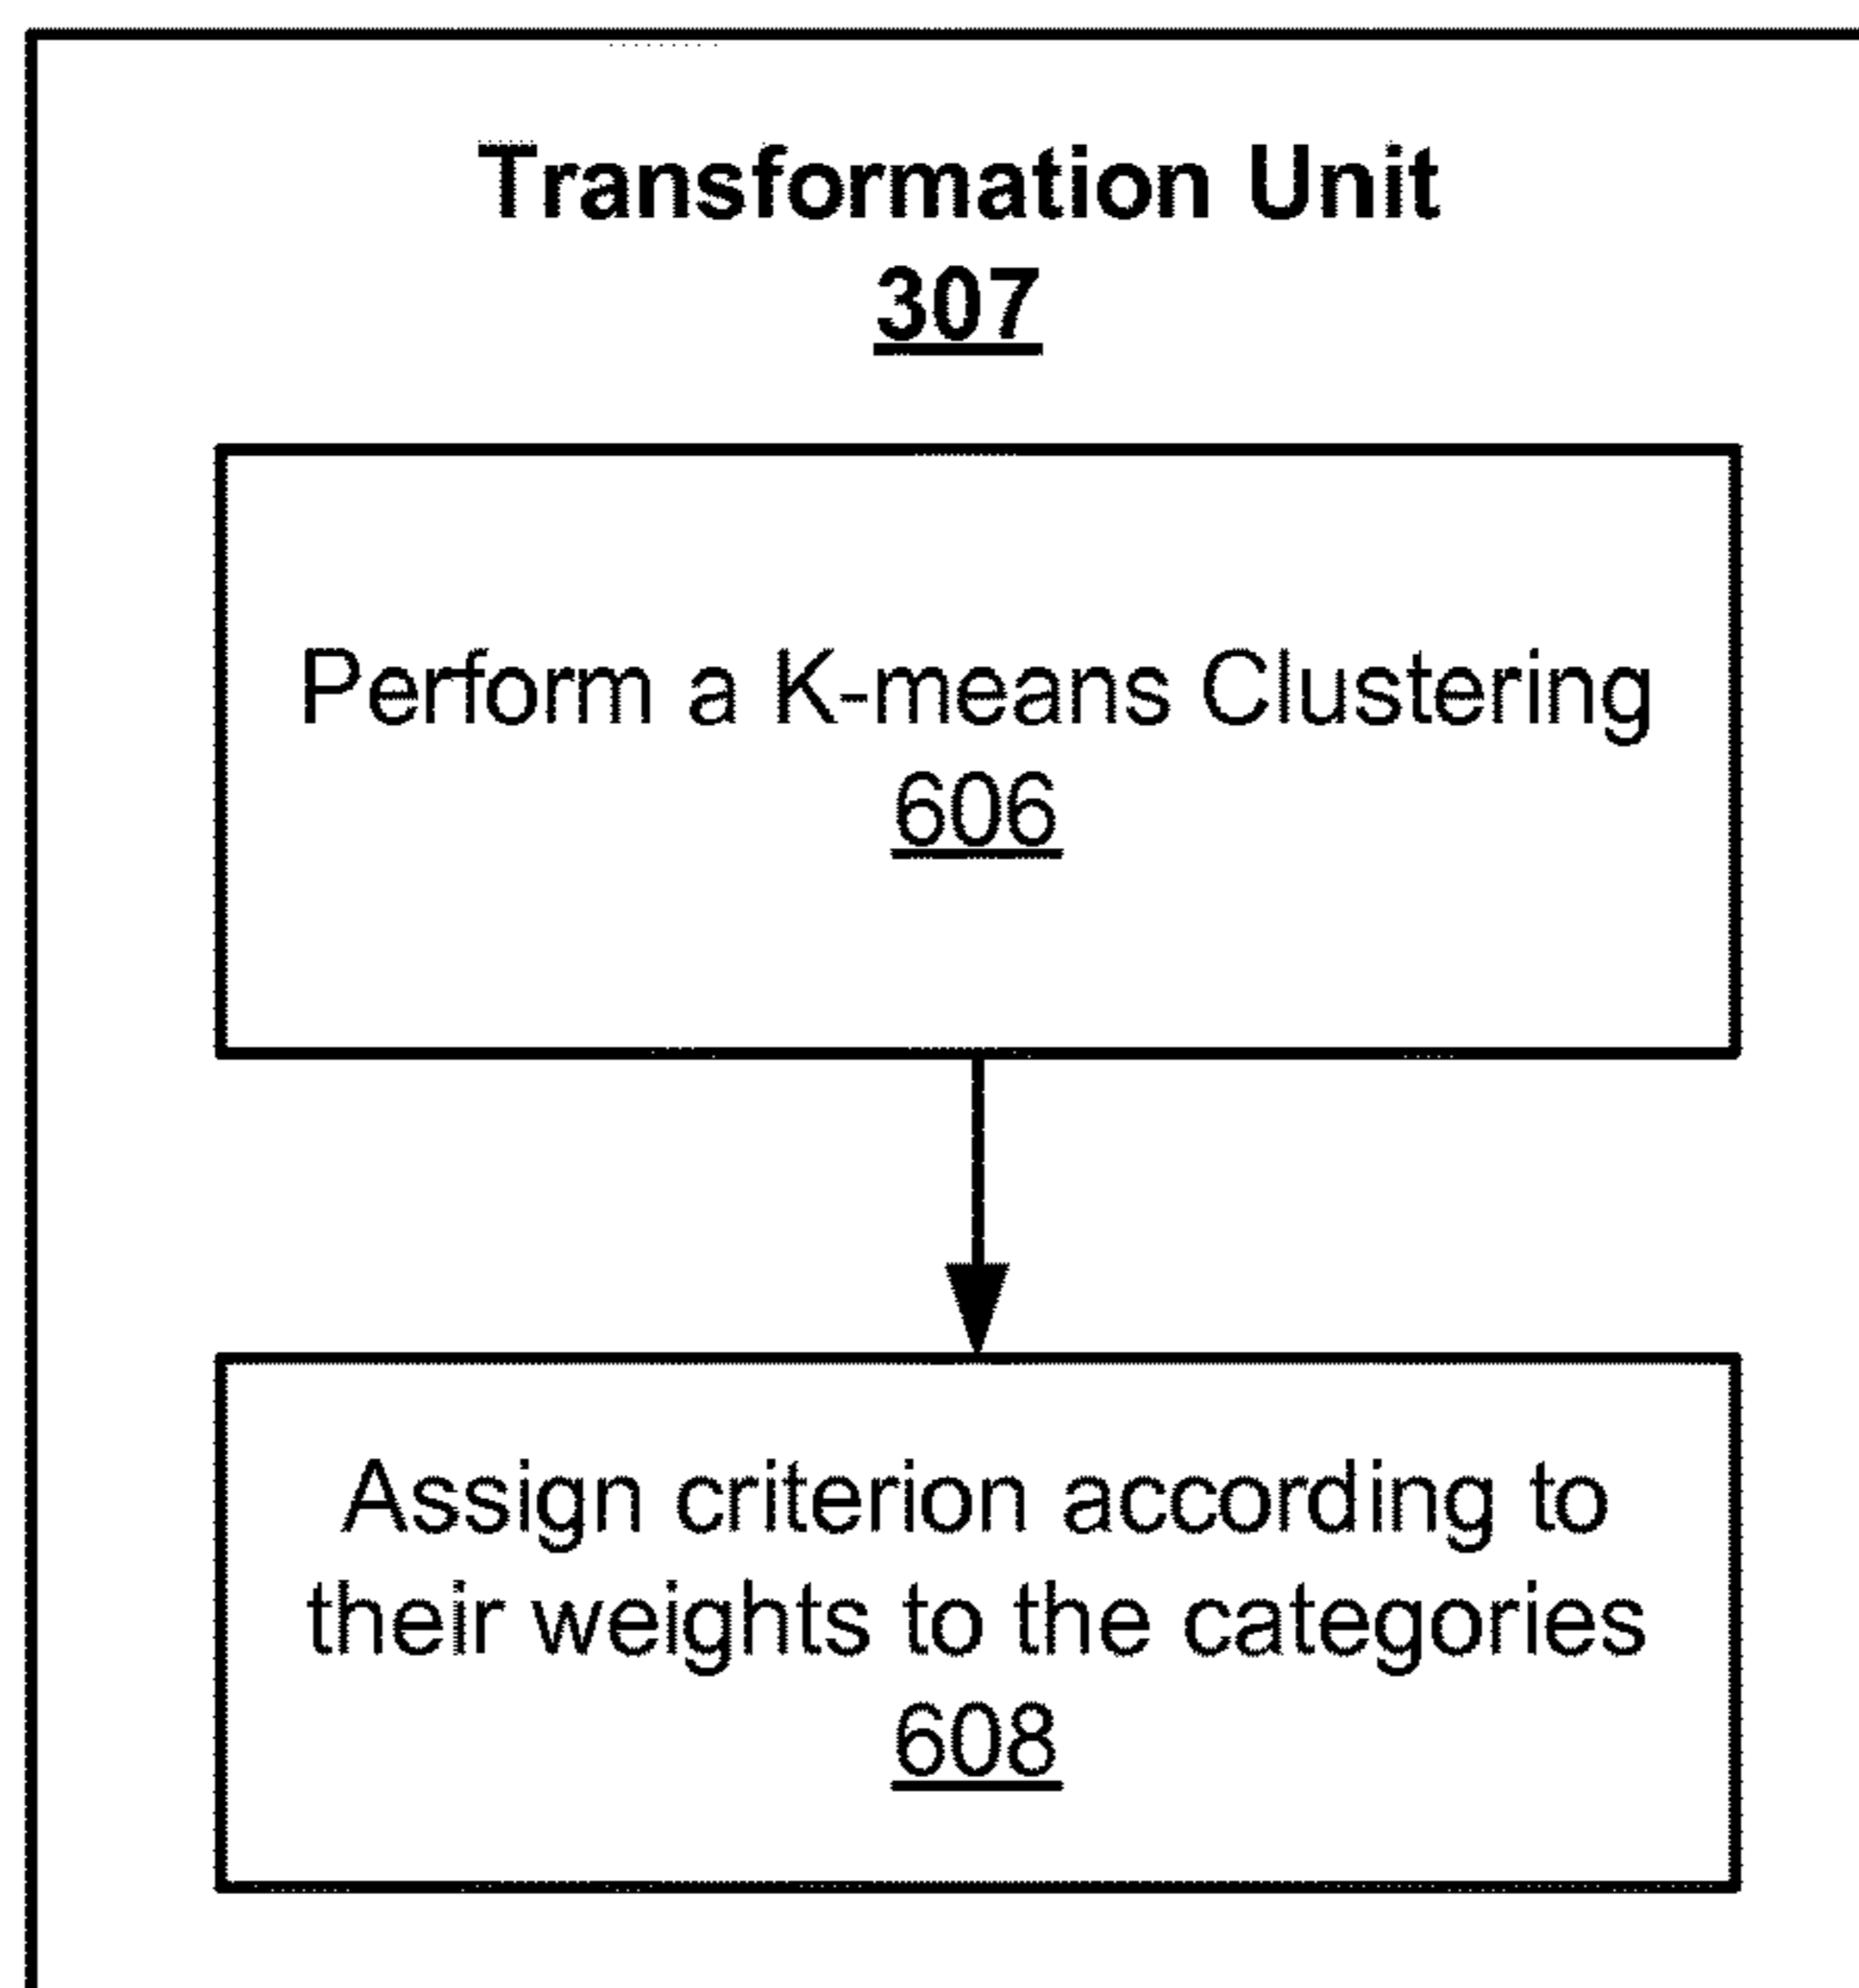 Transformation Unit
307
Perform a K-means Clustering
606
Assign criterion according to
their weights to the categories
608